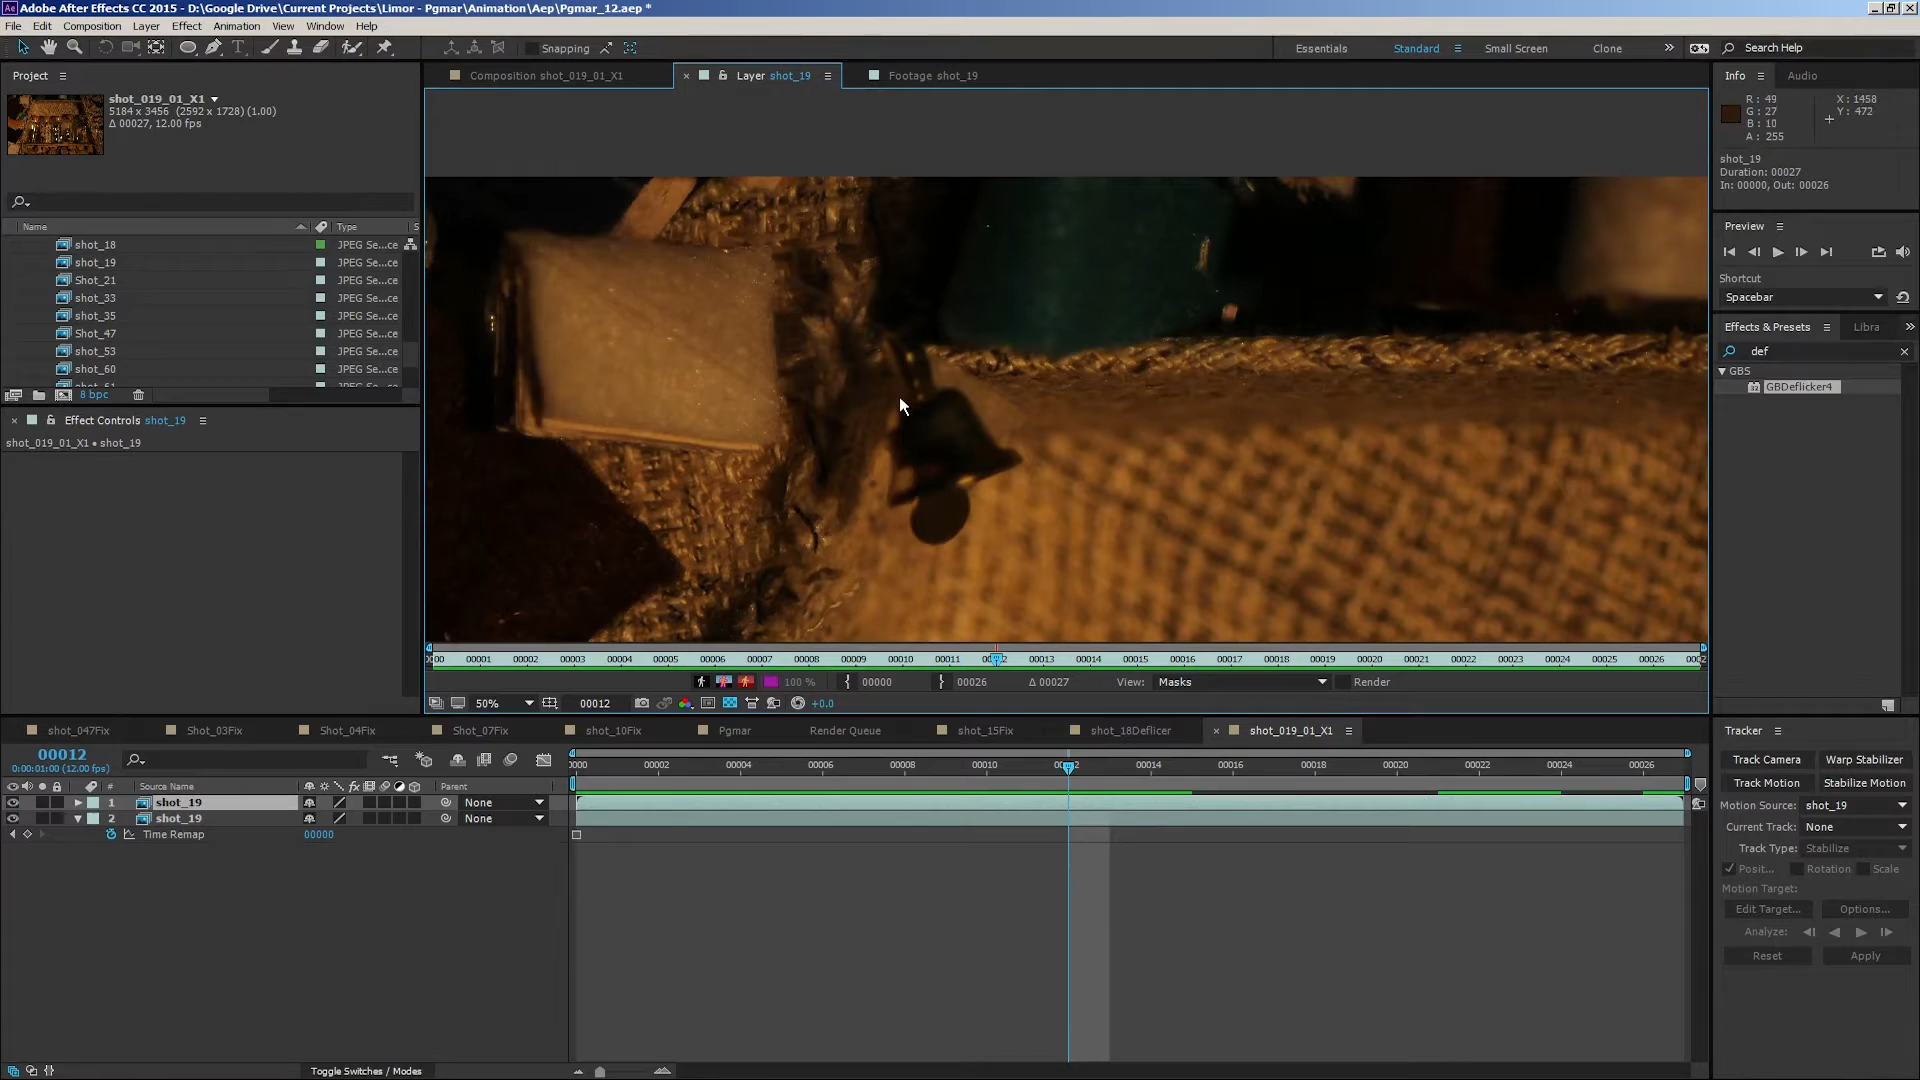 Adobe After Effects CC 2015 - D:\Google Drive\Current Projects\Limor - Pgmar\Animation\Aep\Pgmar_12.aep *
File Edit Composition Layer Effect Animation View Window Help
Snapping
Essentials Standard Small Screen Clone Search Help
Project
shot_019_01_X1
5184 x 3456 (2592 x 1728) (1.00)
Δ 00027, 12.00 fps
Name Type S
shot_18 JPEG Se...ce
shot_19 JPEG Se...ce
Shot_21 JPEG Se...ce
shot_33 JPEG Se...ce
shot_35 JPEG Se...ce
Shot_47 JPEG Se...ce
shot_53 JPEG Se...ce
shot_60 JPEG Se...ce
8 bpc
Effect Controls shot_19
shot_019_01_X1 • shot_19
Composition shot_019_01_X1 Layer shot_19 Footage shot_19
00001 00002 00003 00004 00005 00006 00007 00008 00009 00010 00011 00013 00014 00015 00016 00017 00018 00019 00020 00021 00022 00023 00024 00025 00026
100 % 00000 00026 Δ 00027 View: Masks Render
50% 00012 +0.0
Info Audio
R: 49 X: 1458
G: 27 Y: 472
B: 10
A: 255
shot_19
Duration: 00027
In: 00000, Out: 00026
Preview
Shortcut
Spacebar
Effects & Presets Libra
def
GBS
GBDeflicker4
shot_047Fix Shot_03Fix Shot_04Fix Shot_07Fix shot_10Fix Pgmar Render Queue shot_15Fix shot_18Deflicer shot_019_01_X1
00012
0:00:01:00 (12.00 fps)
00002 00004 00006 00008 00010 00014 00016 00018 00020 00022 00024 00026
# Source Name Parent
1 shot_19 None
2 shot_19 None
Time Remap 00000
Toggle Switches / Modes
Tracker
Track Camera Warp Stabilizer
Track Motion Stabilize Motion
Motion Source: shot_19
Current Track: None
Track Type: Stabilize
Posit... Rotation Scale
Motion Target:
Edit Target... Options...
Analyze:
Reset Apply